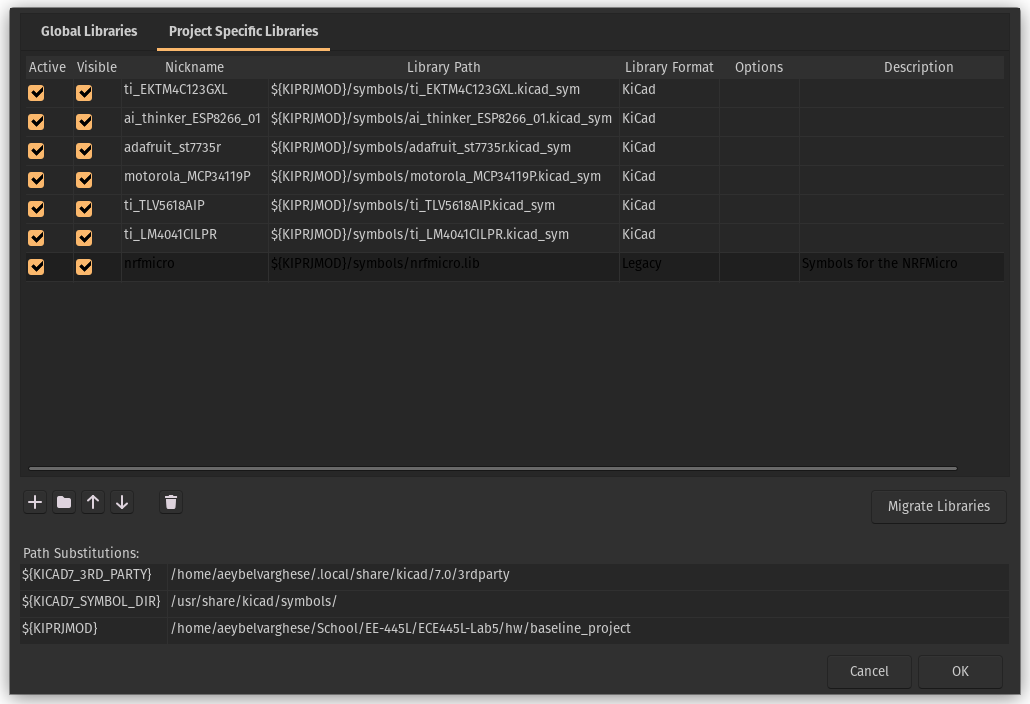 Global Libraries Project Specific Libraries
Active Visible Nickname Library Path Library Format Options Description
ti_EKTM4C123GXL ${KIPRJMOD}/symbols/ti_EKTM4C123GXL.kicad_sym KiCad
ai_thinker_ESP8266_01 ${KIPRJMOD}/symbols/ai_thinker_ESP8266_01.kicad_sym KiCad
adafruit_st7735r ${KIPRJMOD}/symbols/adafruit_st7735r.kicad_sym KiCad
motorola_MCP34119P ${KIPRJMOD}/symbols/motorola_MCP34119P.kicad_sym KiCad
ti_TLV5618AIP ${KIPRJMOD}/symbols/ti_TLV5618AIP.kicad_sym KiCad
ti_LM4041CILPR ${KIPRJMOD}/symbols/ti_LM4041CILPR.kicad_sym KiCad
nrfmicro ${KIPRJMOD}/symbols/nrfmicro.lib Legacy Symbols for the NRFMicro
Migrate Libraries
Path Substitutions:
${KICAD7_3RD_PARTY} /home/aeybelvarghese/.local/share/kicad/7.0/3rdparty
${KICAD7_SYMBOL_DIR} /usr/share/kicad/symbols/
${KIPRJMOD} /home/aeybelvarghese/School/EE-445L/ECE445L-Lab5/hw/baseline_project
Cancel OK